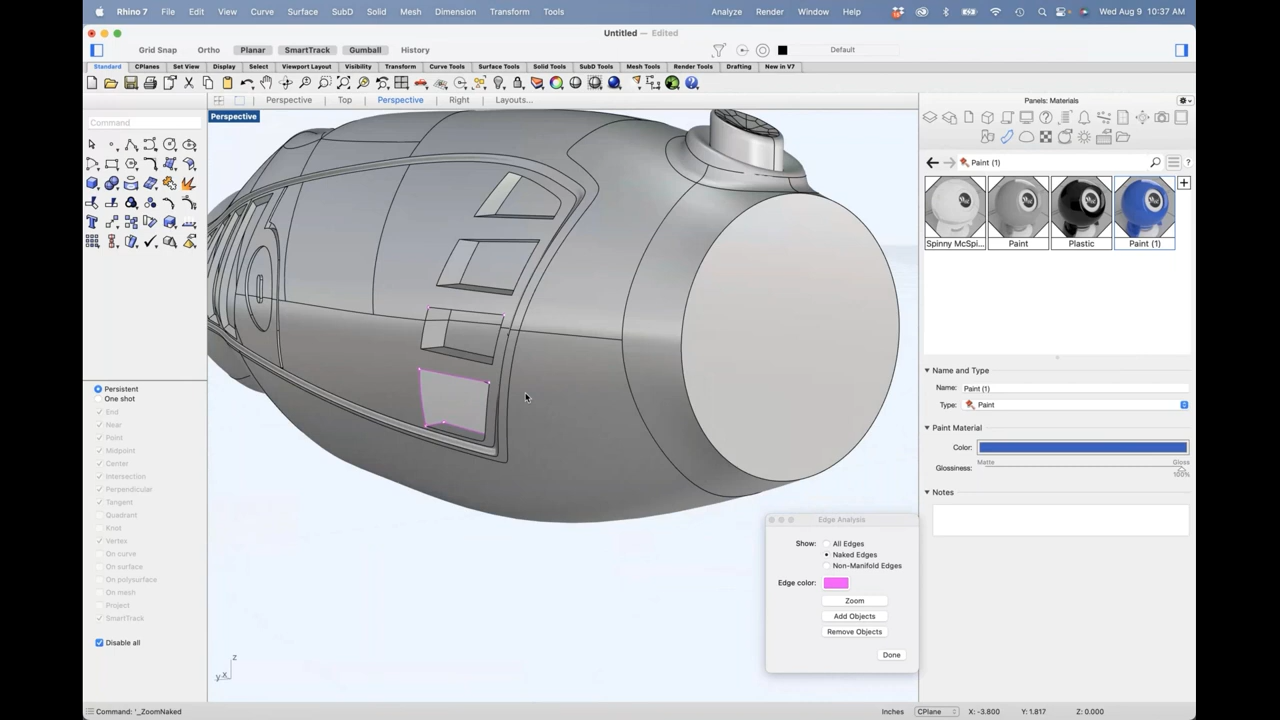 Rhino 7 File Edit View Curve Surface SubD Solid Mesh Dimension Transform Tools Analyze Render Window Help Wed Aug 9 10:37 AM
Untitled — Edited
Grid Snap Ortho Planar SmartTrack Gumball History Default
Standard CPlanes Set View Display Select Viewport Layout Visibility Transform Curve Tools Surface Tools Solid Tools SubD Tools Mesh Tools Render Tools Drafting New in V7
Perspective Top Perspective Right Layouts...
Panels: Materials
Perspective
Command
Paint (1)
Spinny McSpi... Paint Plastic Paint (1)
Name and Type
Name: Paint (1)
Type: Paint
Paint Material
Color:
Matte Gloss
Glossiness:
100%
Notes
Persistent
One shot
End
Near
Point
Midpoint
Center
Intersection
Perpendicular
Tangent
Quadrant
Knot
Vertex
On curve
On surface
On polysurface
On mesh
Project
SmartTrack
Disable all
Edge Analysis
Show: All Edges
Naked Edges
Non-Manifold Edges
Edge color:
Zoom
Add Objects
Remove Objects
Done
z
y x
Command: '_ZoomNaked Inches CPlane X: -3.800 Y: 1.817 Z: 0.000